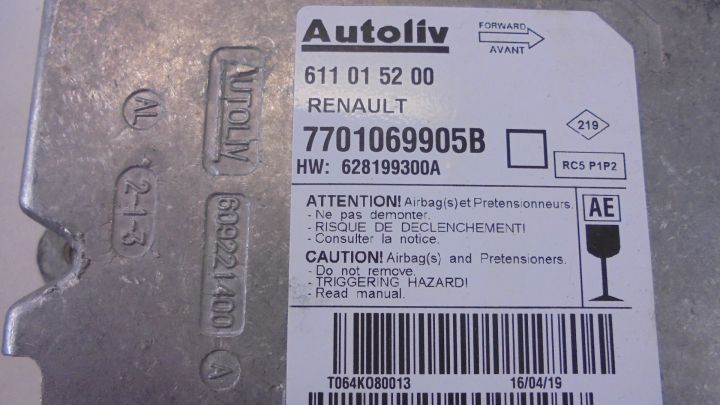 Autoliv
FORWARD
AVANT
611 01 52 00
RENAULT
7701069905B
HW: 628199300A
219
RC5 P1P2
ATTENTION! Airbag(s) et Pretensionneurs.
- Ne pas demonter.
- RISQUE DE DECLENCHEMENT!
- Consulter la notice.
CAUTION! Airbag(s) and Pretensioners.
- Do not remove.
- TRIGGERING HAZARD!
- Read manual.
AE
T064KO80013
16/04/19
AUTOLIV
AL
2-1-3
609221400
A